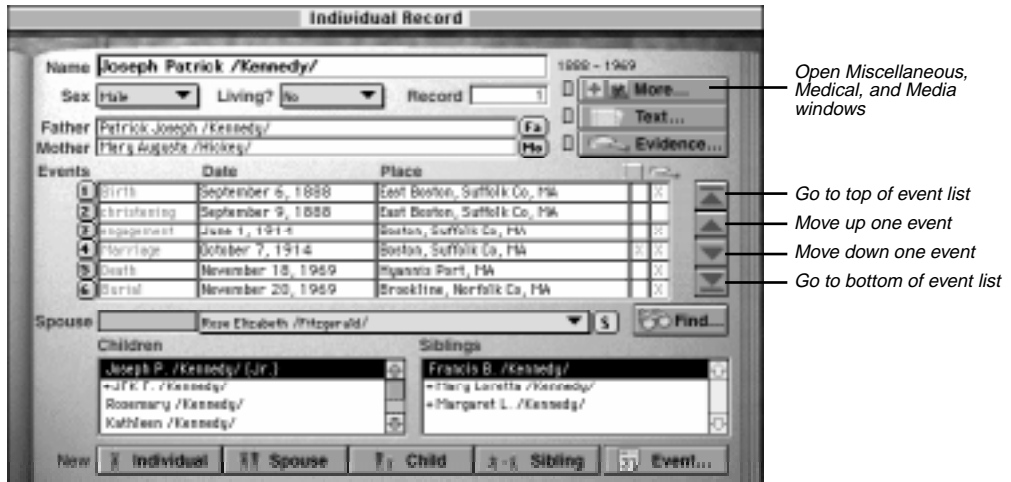 Individual Record
Name Joseph Patrick /Kennedy/ 1888 - 1969
Sex Male Living? No Record 1 More...
Text...
Father Patrick Joseph /Kennedy/ Fa
Mother Mary Augusta /Hickey/ Mo Evidence...
Events Date Place
1 Birth September 6, 1888 East Boston, Suffolk Co, MA X
2 christening September 9, 1888 East Boston, Suffolk Co, MA X
3 engagement June 1, 1914 Boston, Suffolk Co, MA X
4 Marriage October 7, 1914 Boston, Suffolk Co, MA X X
5 Death November 18, 1969 Hyannis Port, MA X
6 Burial November 20, 1969 Brookline, Norfolk Co, MA X
Spouse Rose Elizabeth /Fitzgerald/ S Find...
Children Siblings
Joseph P. /Kennedy/ (Jr.) Francis B. /Kennedy/
+JFK F. /Kennedy/ +Mary Loretta /Kennedy/
Rosemary /Kennedy/ +Margaret L. /Kennedy/
Kathleen /Kennedy/
New Individual Spouse Child Sibling Event...
Open Miscellaneous,
Medical, and Media
windows
Go to top of event list
Move up one event
Move down one event
Go to bottom of event list